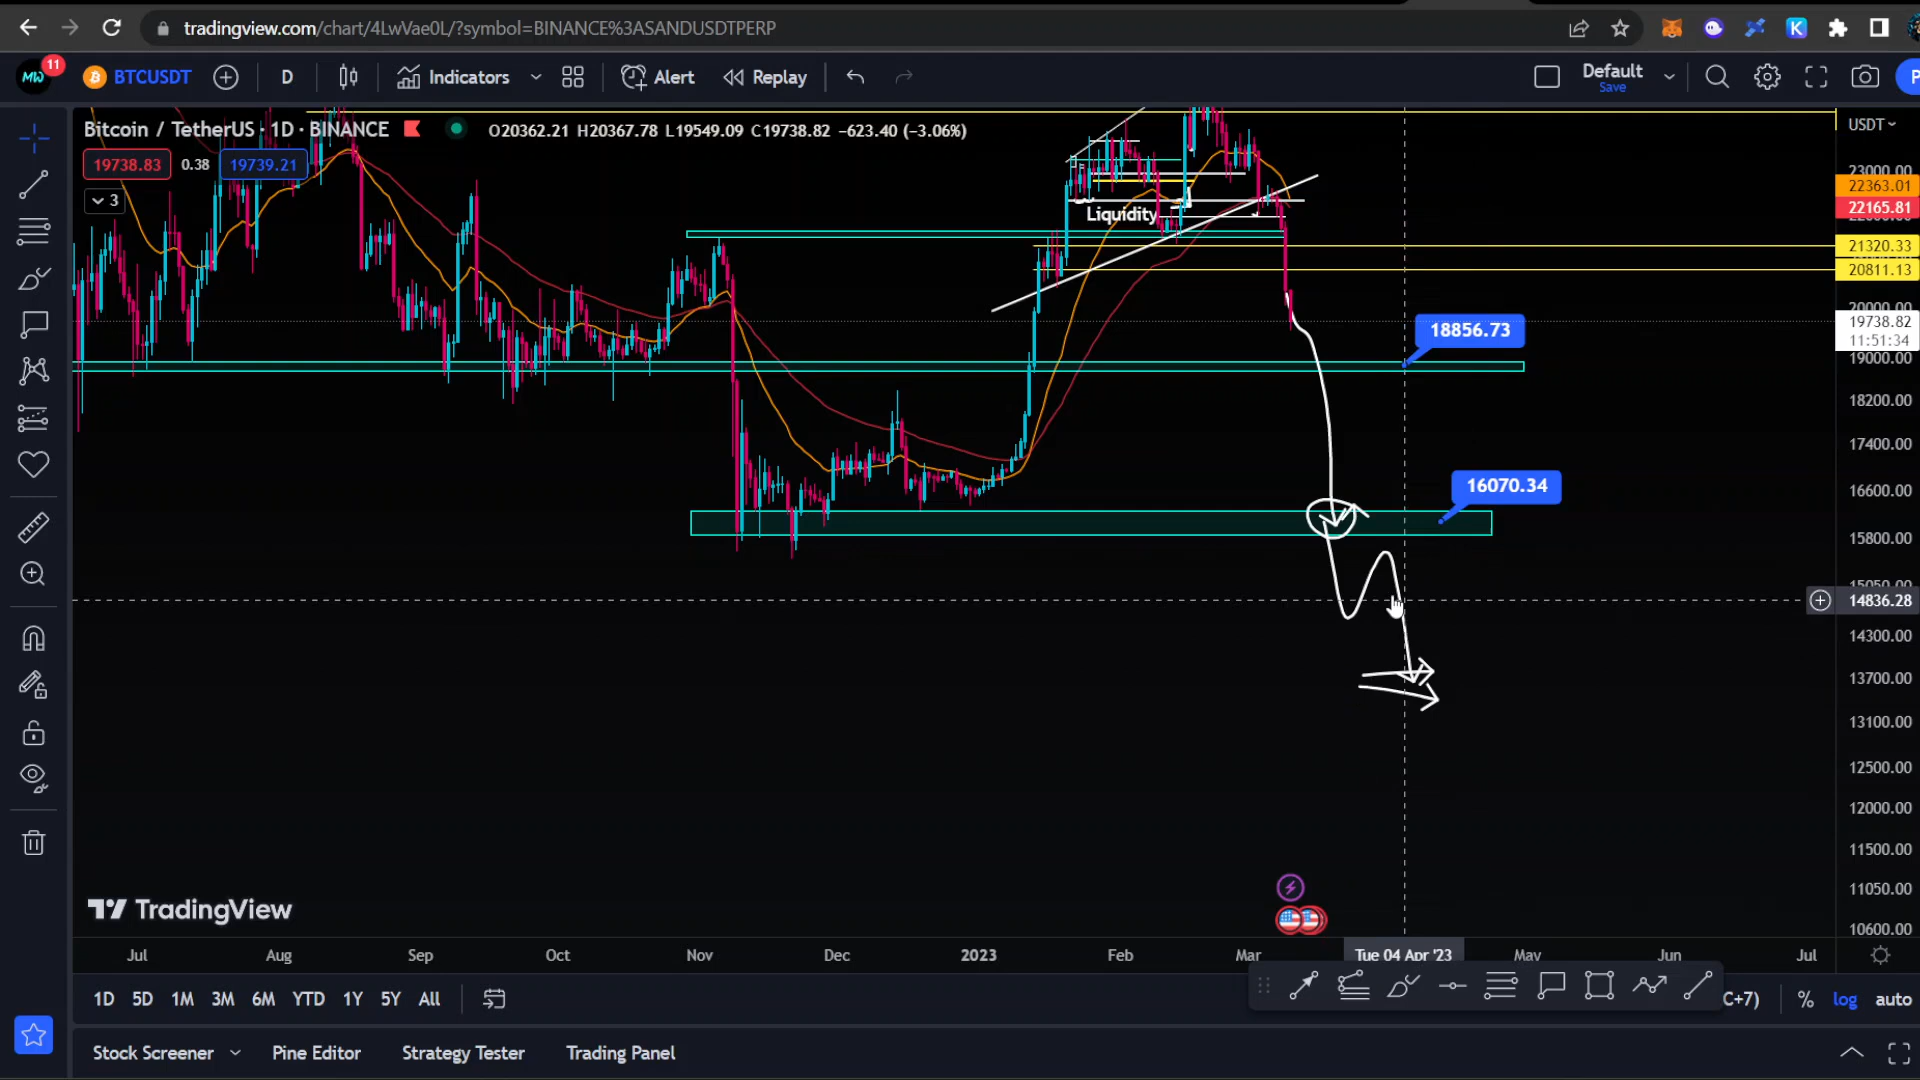 tradingview.com/chart/4LwVae0L/?symbol=BINANCE%3ASANDUSDTPERP
MW 11 BTCUSDT D Indicators Alert Replay Default Save
Bitcoin / TetherUS · 1D · BINANCE O20362.21 H20367.78 L19549.09 C19738.82 −623.40 (−3.06%)
USDT
19738.83 0.38 19739.21
3
Liquidity
18856.73
16070.34
23000.00
22363.01
22165.81
21320.33
20811.13
20000.00
19738.82
11:51:34
19000.00
18200.00
17400.00
16600.00
15800.00
15050.00
14836.28
14300.00
13700.00
13100.00
12500.00
12000.00
11500.00
11050.00
10600.00
TradingView
Jul Aug Sep Oct Nov Dec 2023 Feb Mar Tue 04 Apr '23 May Jun Jul
1D 5D 1M 3M 6M YTD 1Y 5Y All C+7) % log auto
Stock Screener Pine Editor Strategy Tester Trading Panel